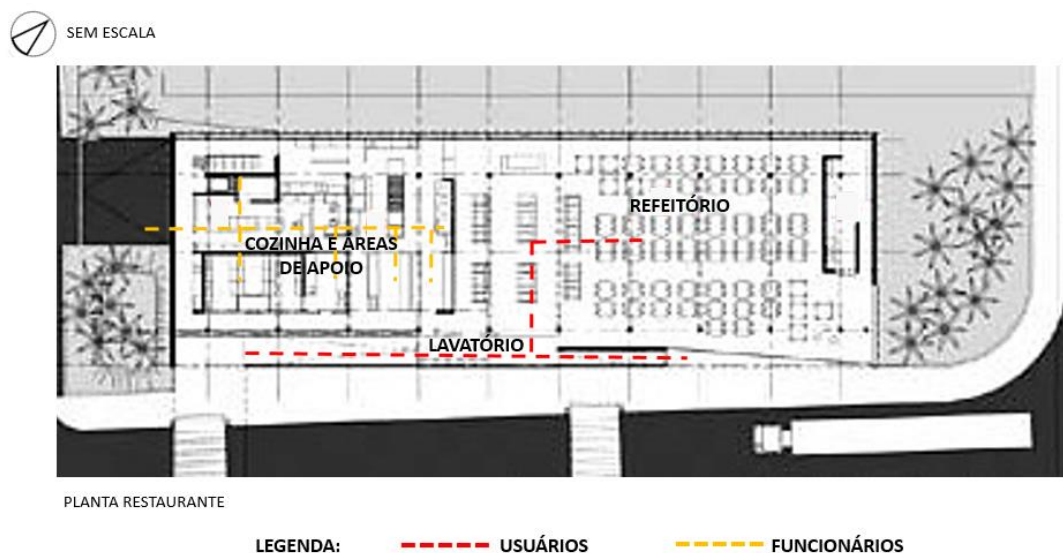 SEM ESCALA
REFEITÓRIO
COZINHA E ÁREAS
DE APOIO
LAVATÓRIO
PLANTA RESTAURANTE
LEGENDA: USUÁRIOS FUNCIONÁRIOS